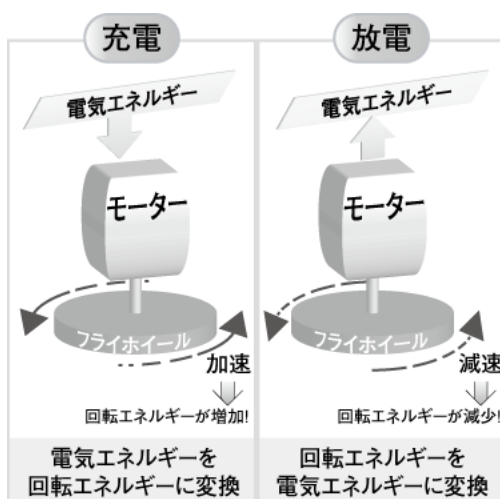 充電
電気エネルギー
モーター
フライホイール
加速
回転エネルギーが増加!
電気エネルギーを
回転エネルギーに変換
放電
電気エネルギー
モーター
フライホイール
減速
回転エネルギーが減少!
回転エネルギーを
電気エネルギーに変換